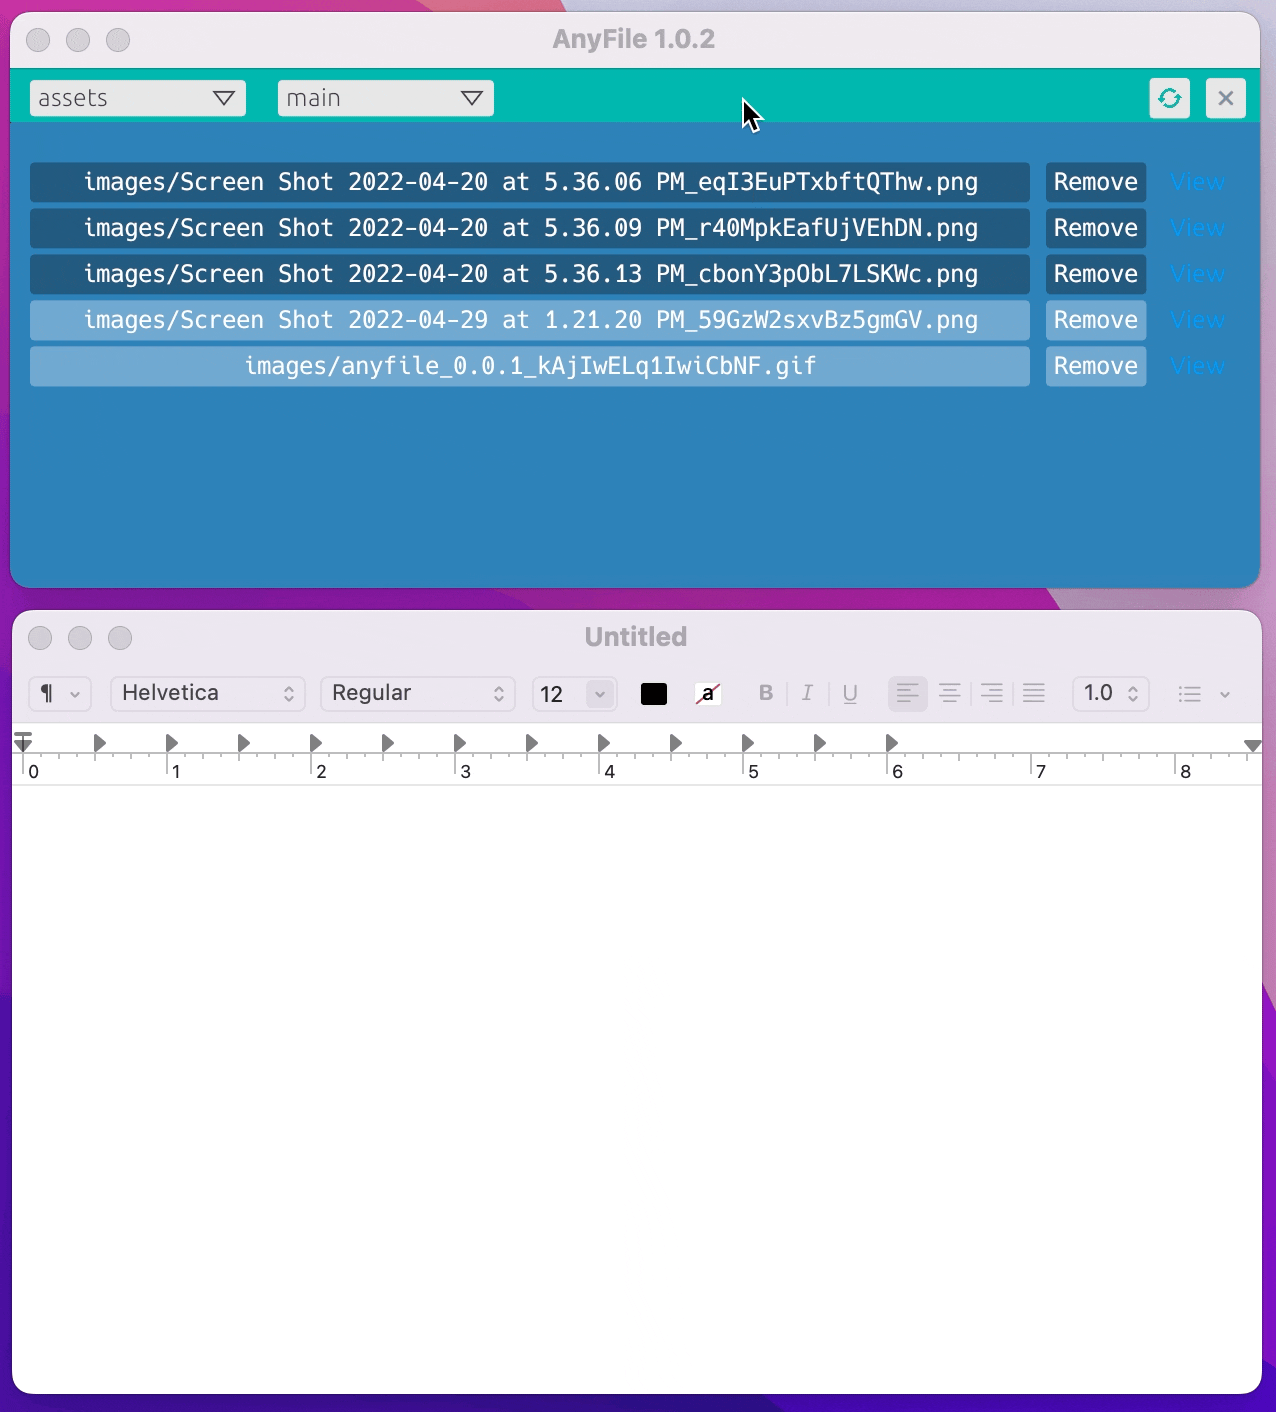 AnyFile 1.0.2
assets main
images/Screen Shot 2022-04-20 at 5.36.06 PM_eqI3EuPTxbftQThw.png Remove View
images/Screen Shot 2022-04-20 at 5.36.09 PM_r40MpkEafUjVEhDN.png Remove View
images/Screen Shot 2022-04-20 at 5.36.13 PM_cbonY3pObL7LSKWc.png Remove View
images/Screen Shot 2022-04-29 at 1.21.20 PM_59GzW2sxvBz5gmGV.png Remove View
images/anyfile_0.0.1_kAjIwELq1IwiCbNF.gif Remove View
Untitled
¶ Helvetica Regular 12 a B I U 1.0
0 1 2 3 4 5 6 7 8